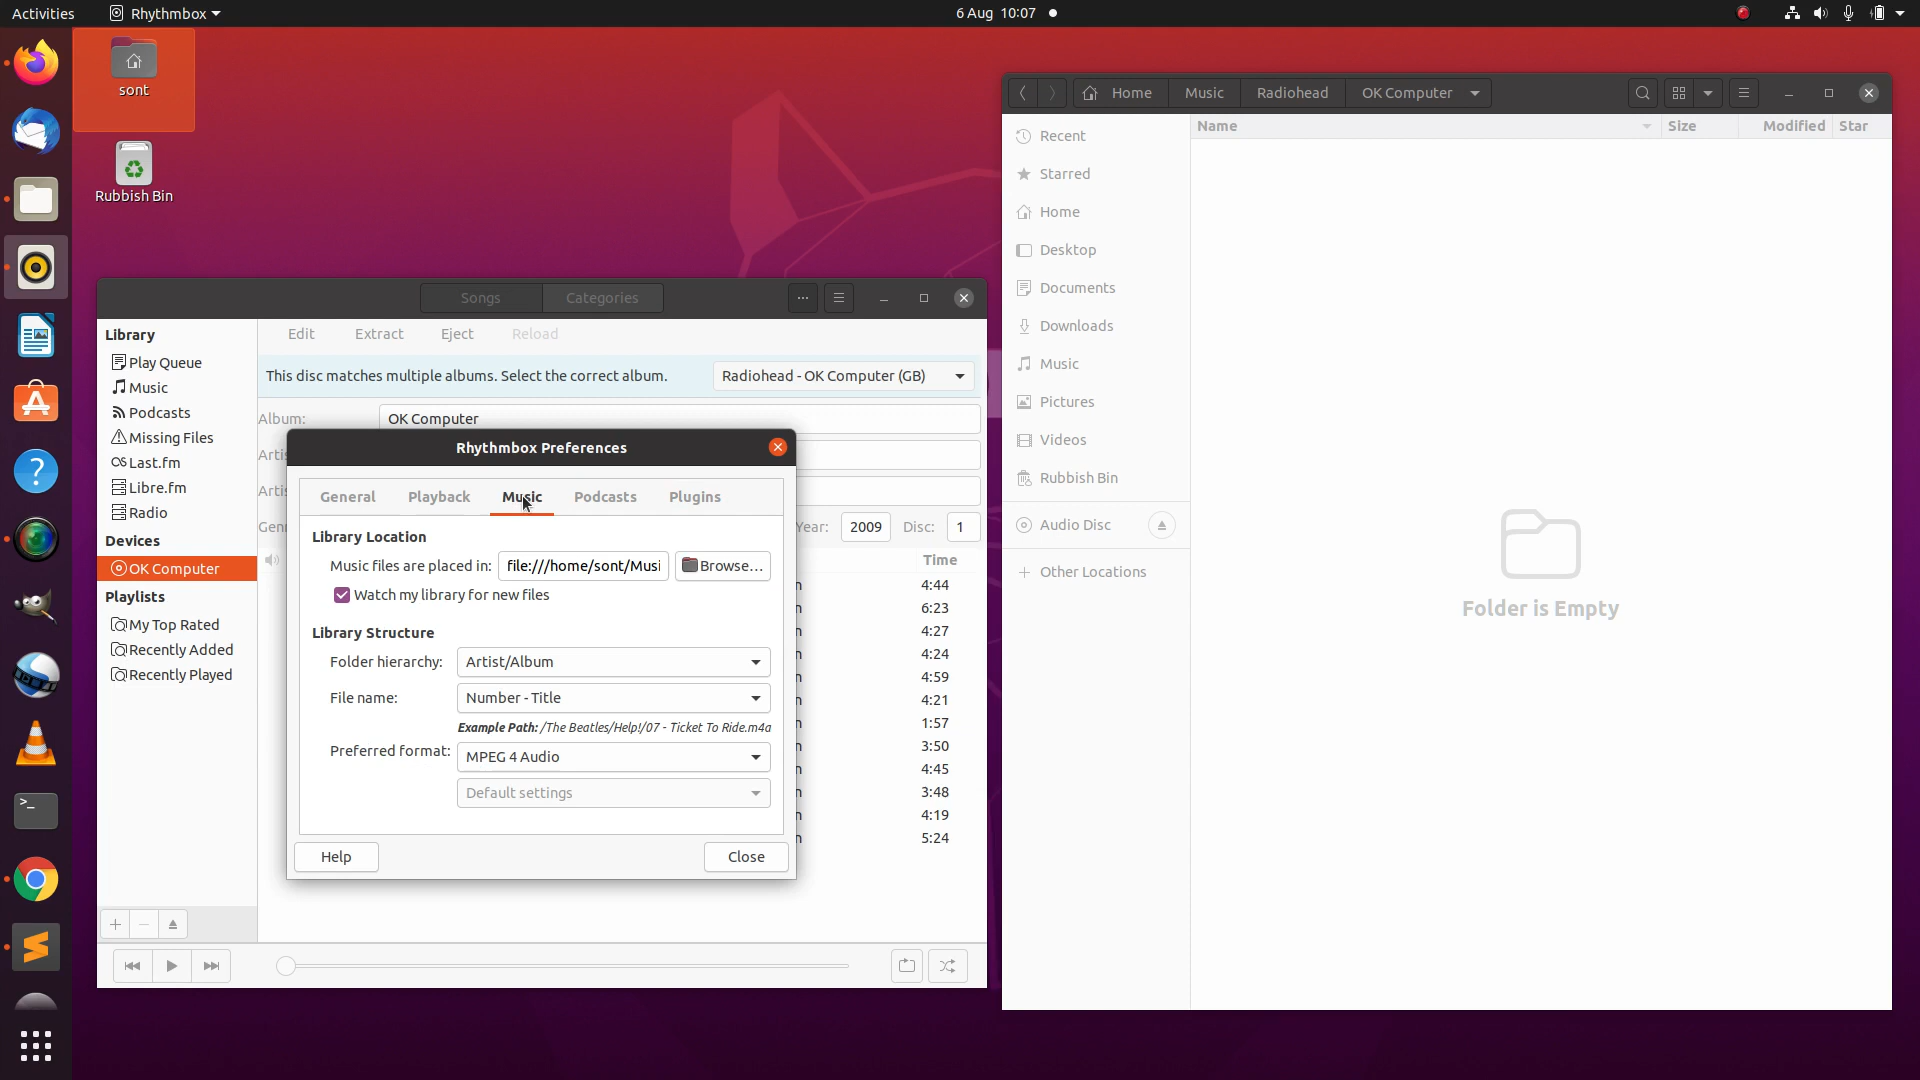 Activities
Rhythmbox
6 Aug 10:07
sont
Rubbish Bin
Songs
Categories
Library
Play Queue
Music
Podcasts
Missing Files
Last.fm
Libre.fm
Radio
Devices
OK Computer
Playlists
My Top Rated
Recently Added
Recently Played
Edit Extract Eject Reload
This disc matches multiple albums. Select the correct album.
Radiohead - OK Computer (GB)
Album: OK Computer
Year: 2009 Disc: 1
Time
4:44
6:23
4:27
4:24
4:59
4:21
1:57
3:50
4:45
3:48
4:19
5:24
Rhythmbox Preferences
General Playback Music Podcasts Plugins
Library Location
Music files are placed in: file:///home/sont/Musi Browse...
Watch my library for new files
Library Structure
Folder hierarchy: Artist/Album
File name: Number - Title
Example Path: /The Beatles/Help!/07 - Ticket To Ride.m4a
Preferred format: MPEG 4 Audio
Default settings
Help
Close
Home Music Radiohead OK Computer
Name Size Modified Star
Recent
Starred
Home
Desktop
Documents
Downloads
Music
Pictures
Videos
Rubbish Bin
Audio Disc
Other Locations
Folder is Empty